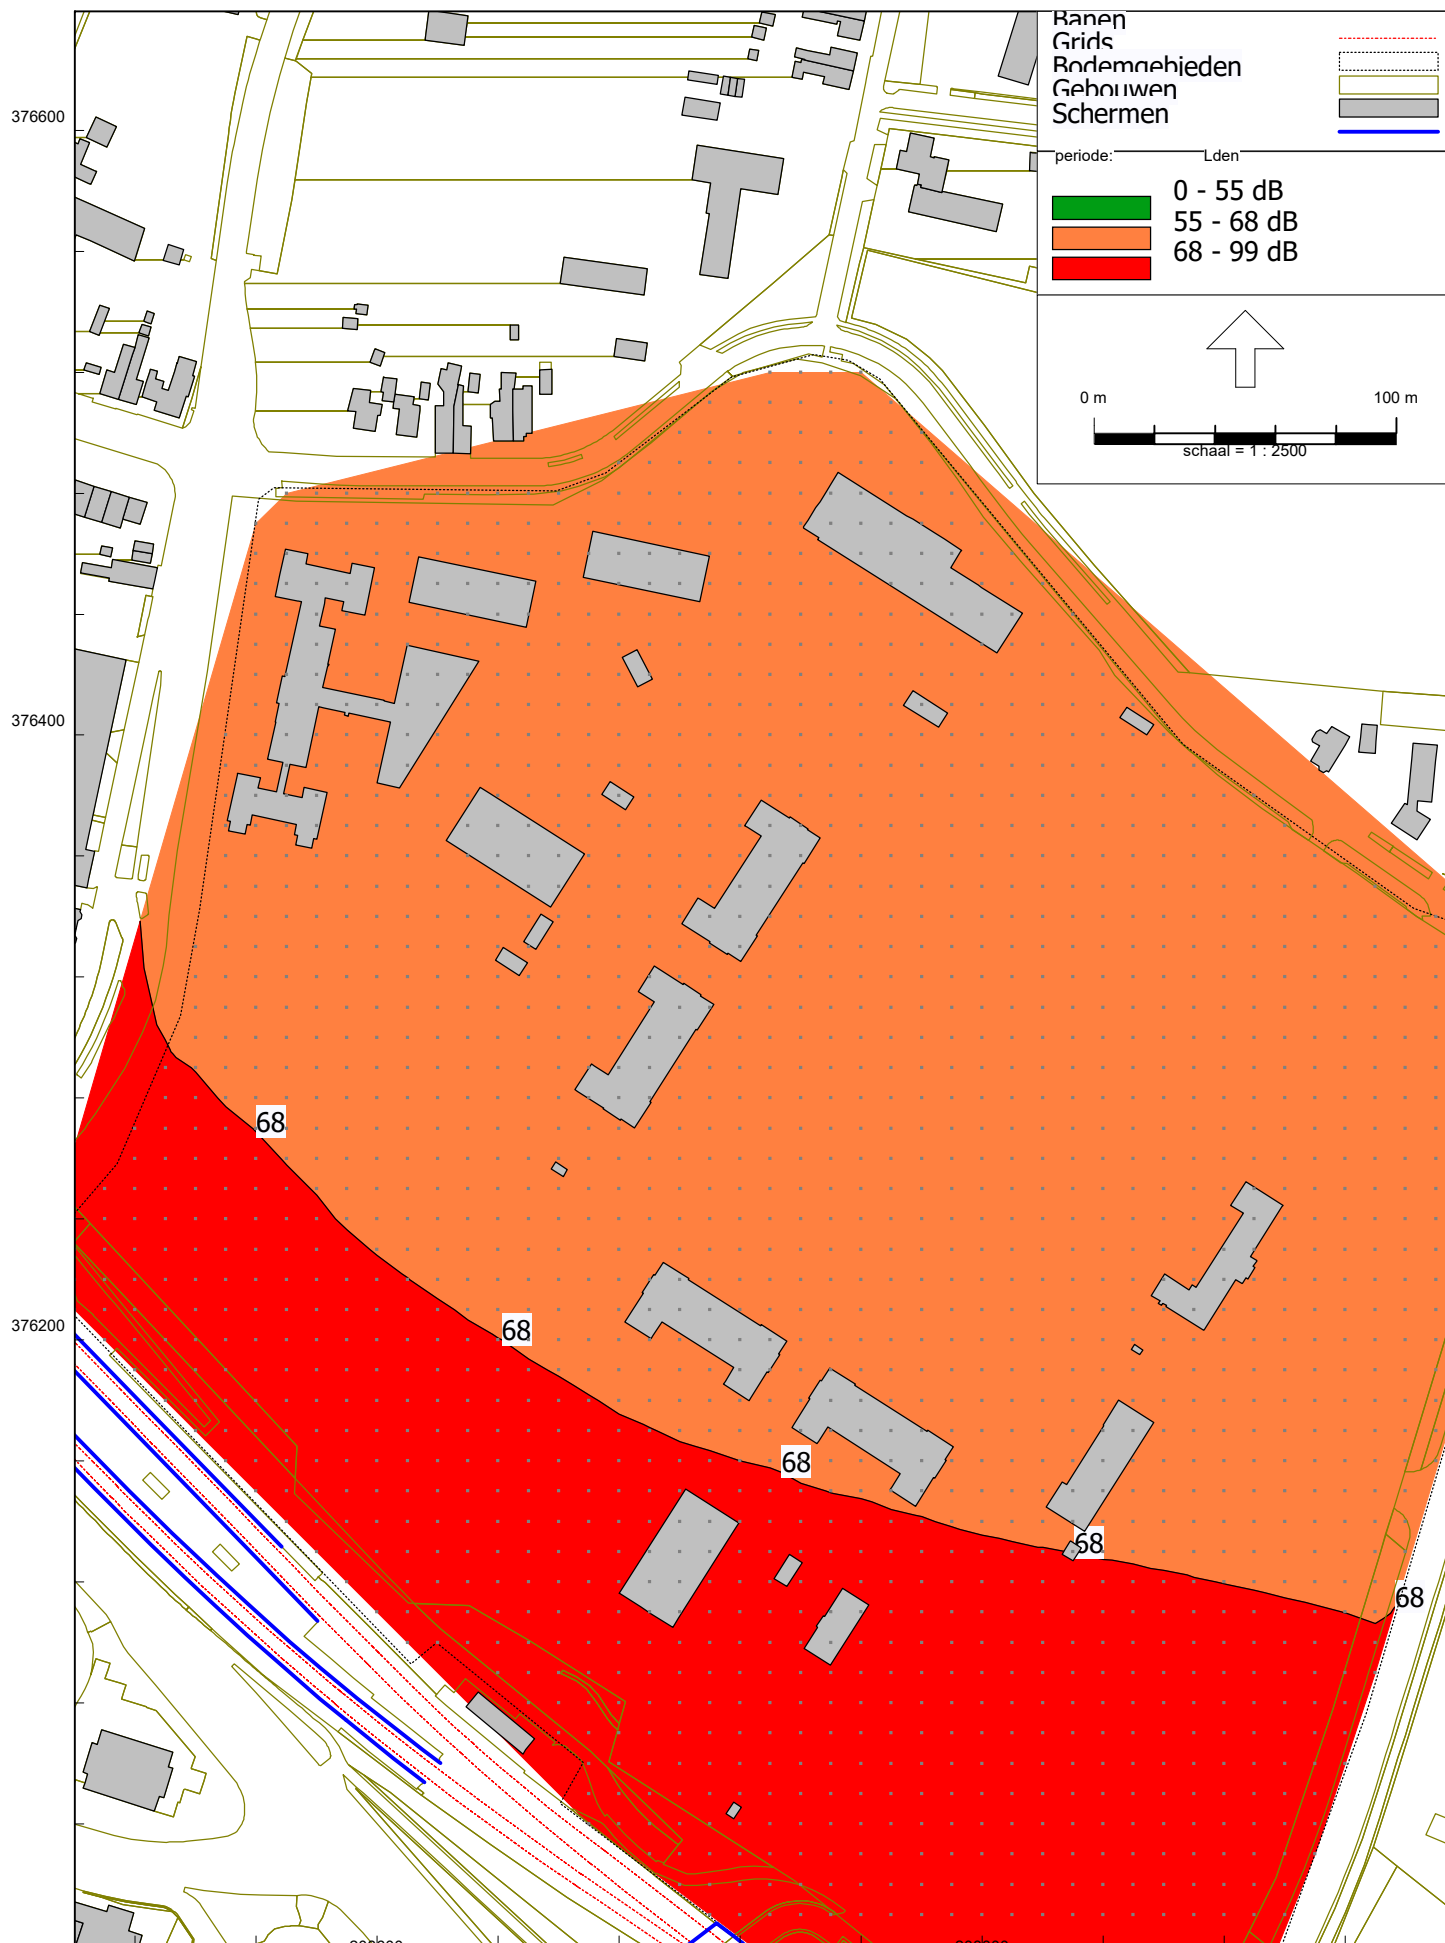 Banen
Grids
Bodemgebieden
Gebouwen
Schermen
periode: Lden
0 - 55 dB
55 - 68 dB
68 - 99 dB
0 m 100 m
schaal = 1 : 2500
376600
376400
376200
68
68
68
68
68